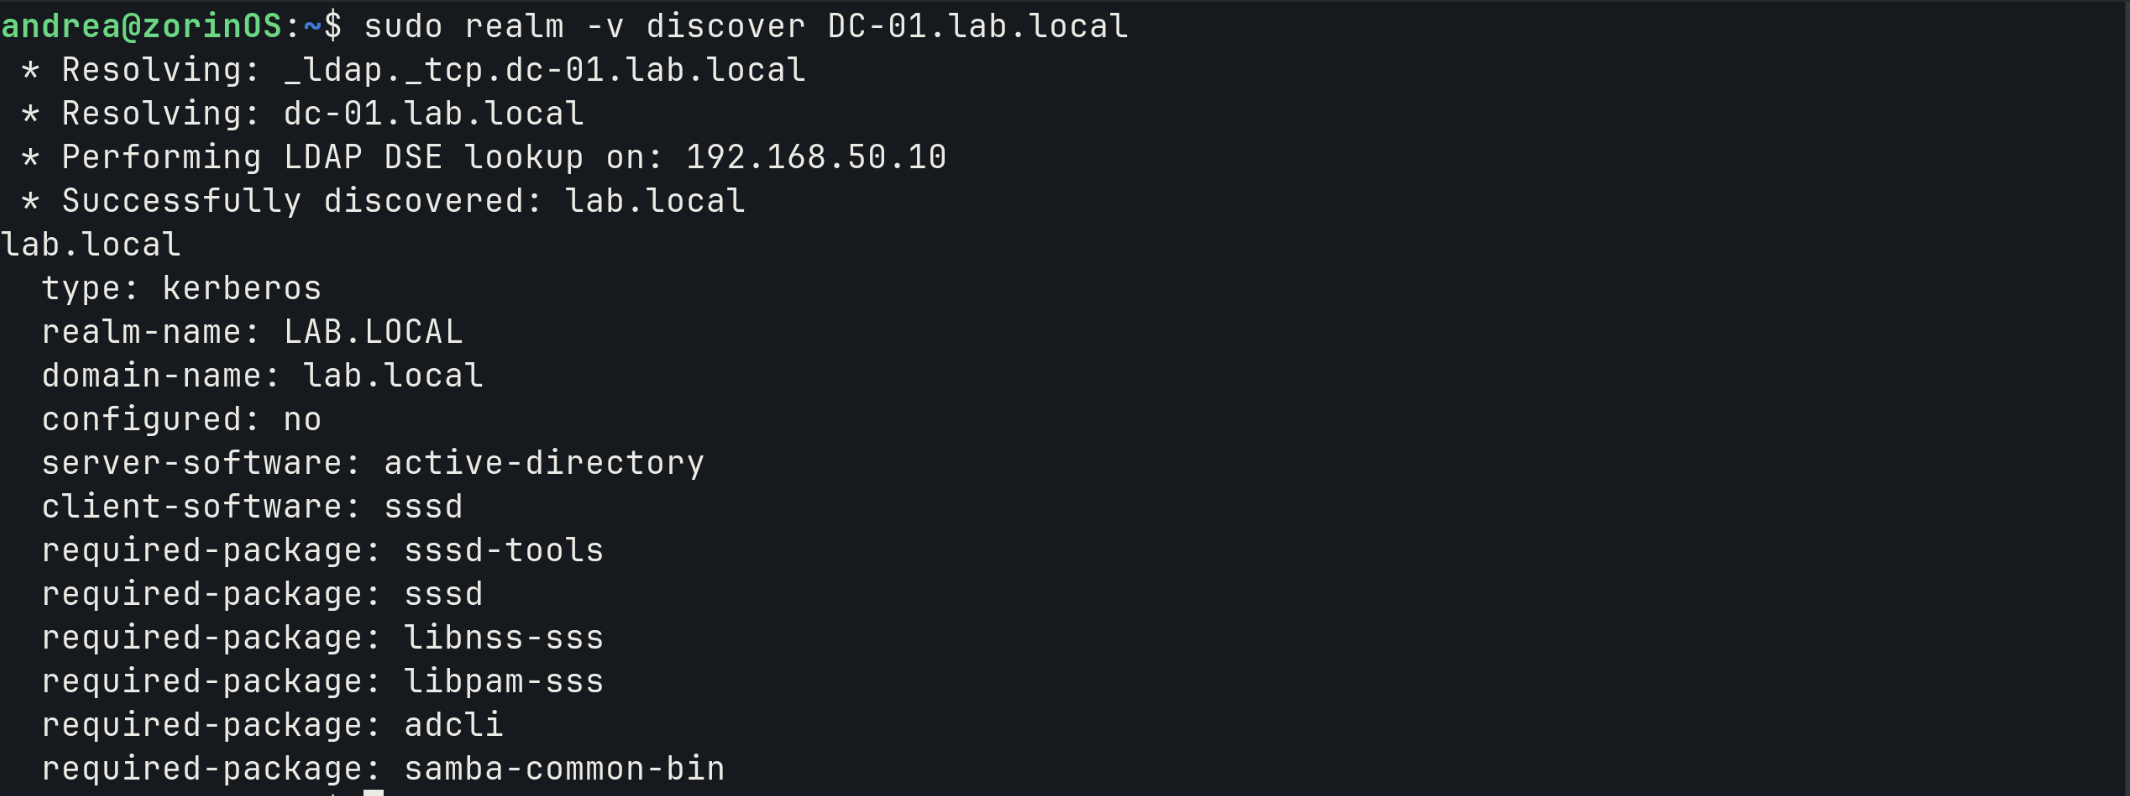 andrea@zorinOS:~$ sudo realm -v discover DC-01.lab.local
 * Resolving: _ldap._tcp.dc-01.lab.local
 * Resolving: dc-01.lab.local
 * Performing LDAP DSE lookup on: 192.168.50.10
 * Successfully discovered: lab.local
lab.local
  type: kerberos
  realm-name: LAB.LOCAL
  domain-name: lab.local
  configured: no
  server-software: active-directory
  client-software: sssd
  required-package: sssd-tools
  required-package: sssd
  required-package: libnss-sss
  required-package: libpam-sss
  required-package: adcli
  required-package: samba-common-bin